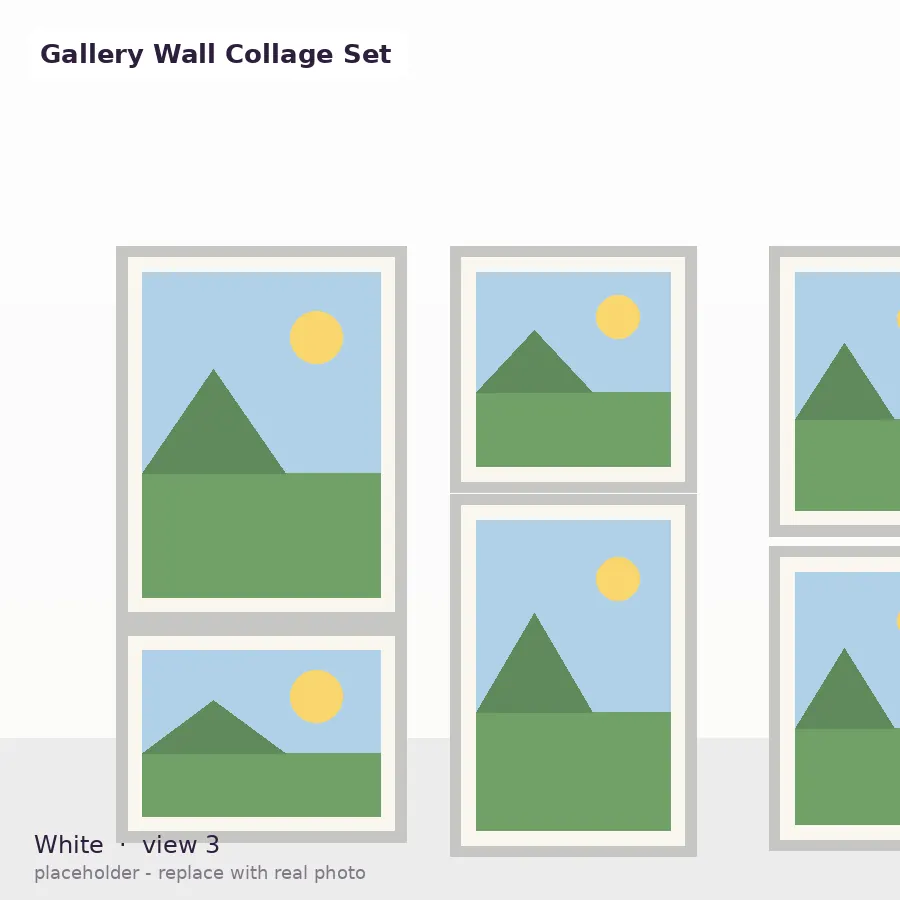 Gallery Wall Collage Set
White · view 3
placeholder - replace with real photo